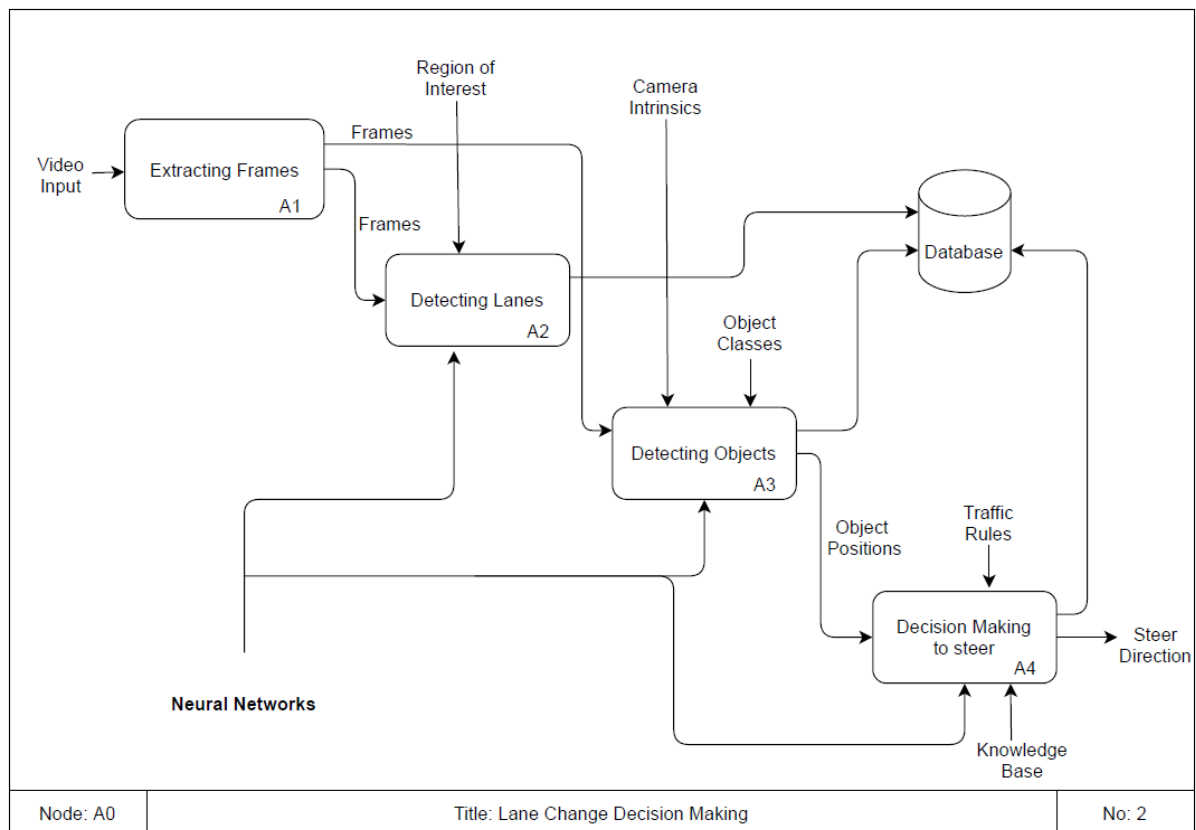 Region of
Interest
Camera
Intrinsics
Frames
Video
Input
Extracting Frames
A1
Frames
Database
Detecting Lanes
A2
Object
Classes
Detecting Objects
A3
Object
Positions
Traffic
Rules
Decision Making
to steer
A4
Steer
Direction
Neural Networks
Knowledge
Base
Node: A0
Title: Lane Change Decision Making
No: 2